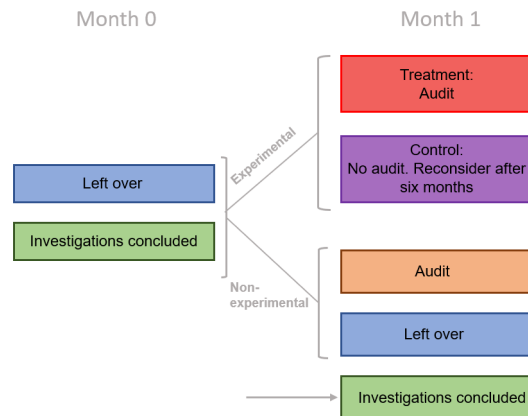 Month 0
Month 1
Treatment:
Audit
Control:
No audit. Reconsider after
six months
Experimental
Left over
Investigations concluded
Non-
experimental
Audit
Left over
Investigations concluded